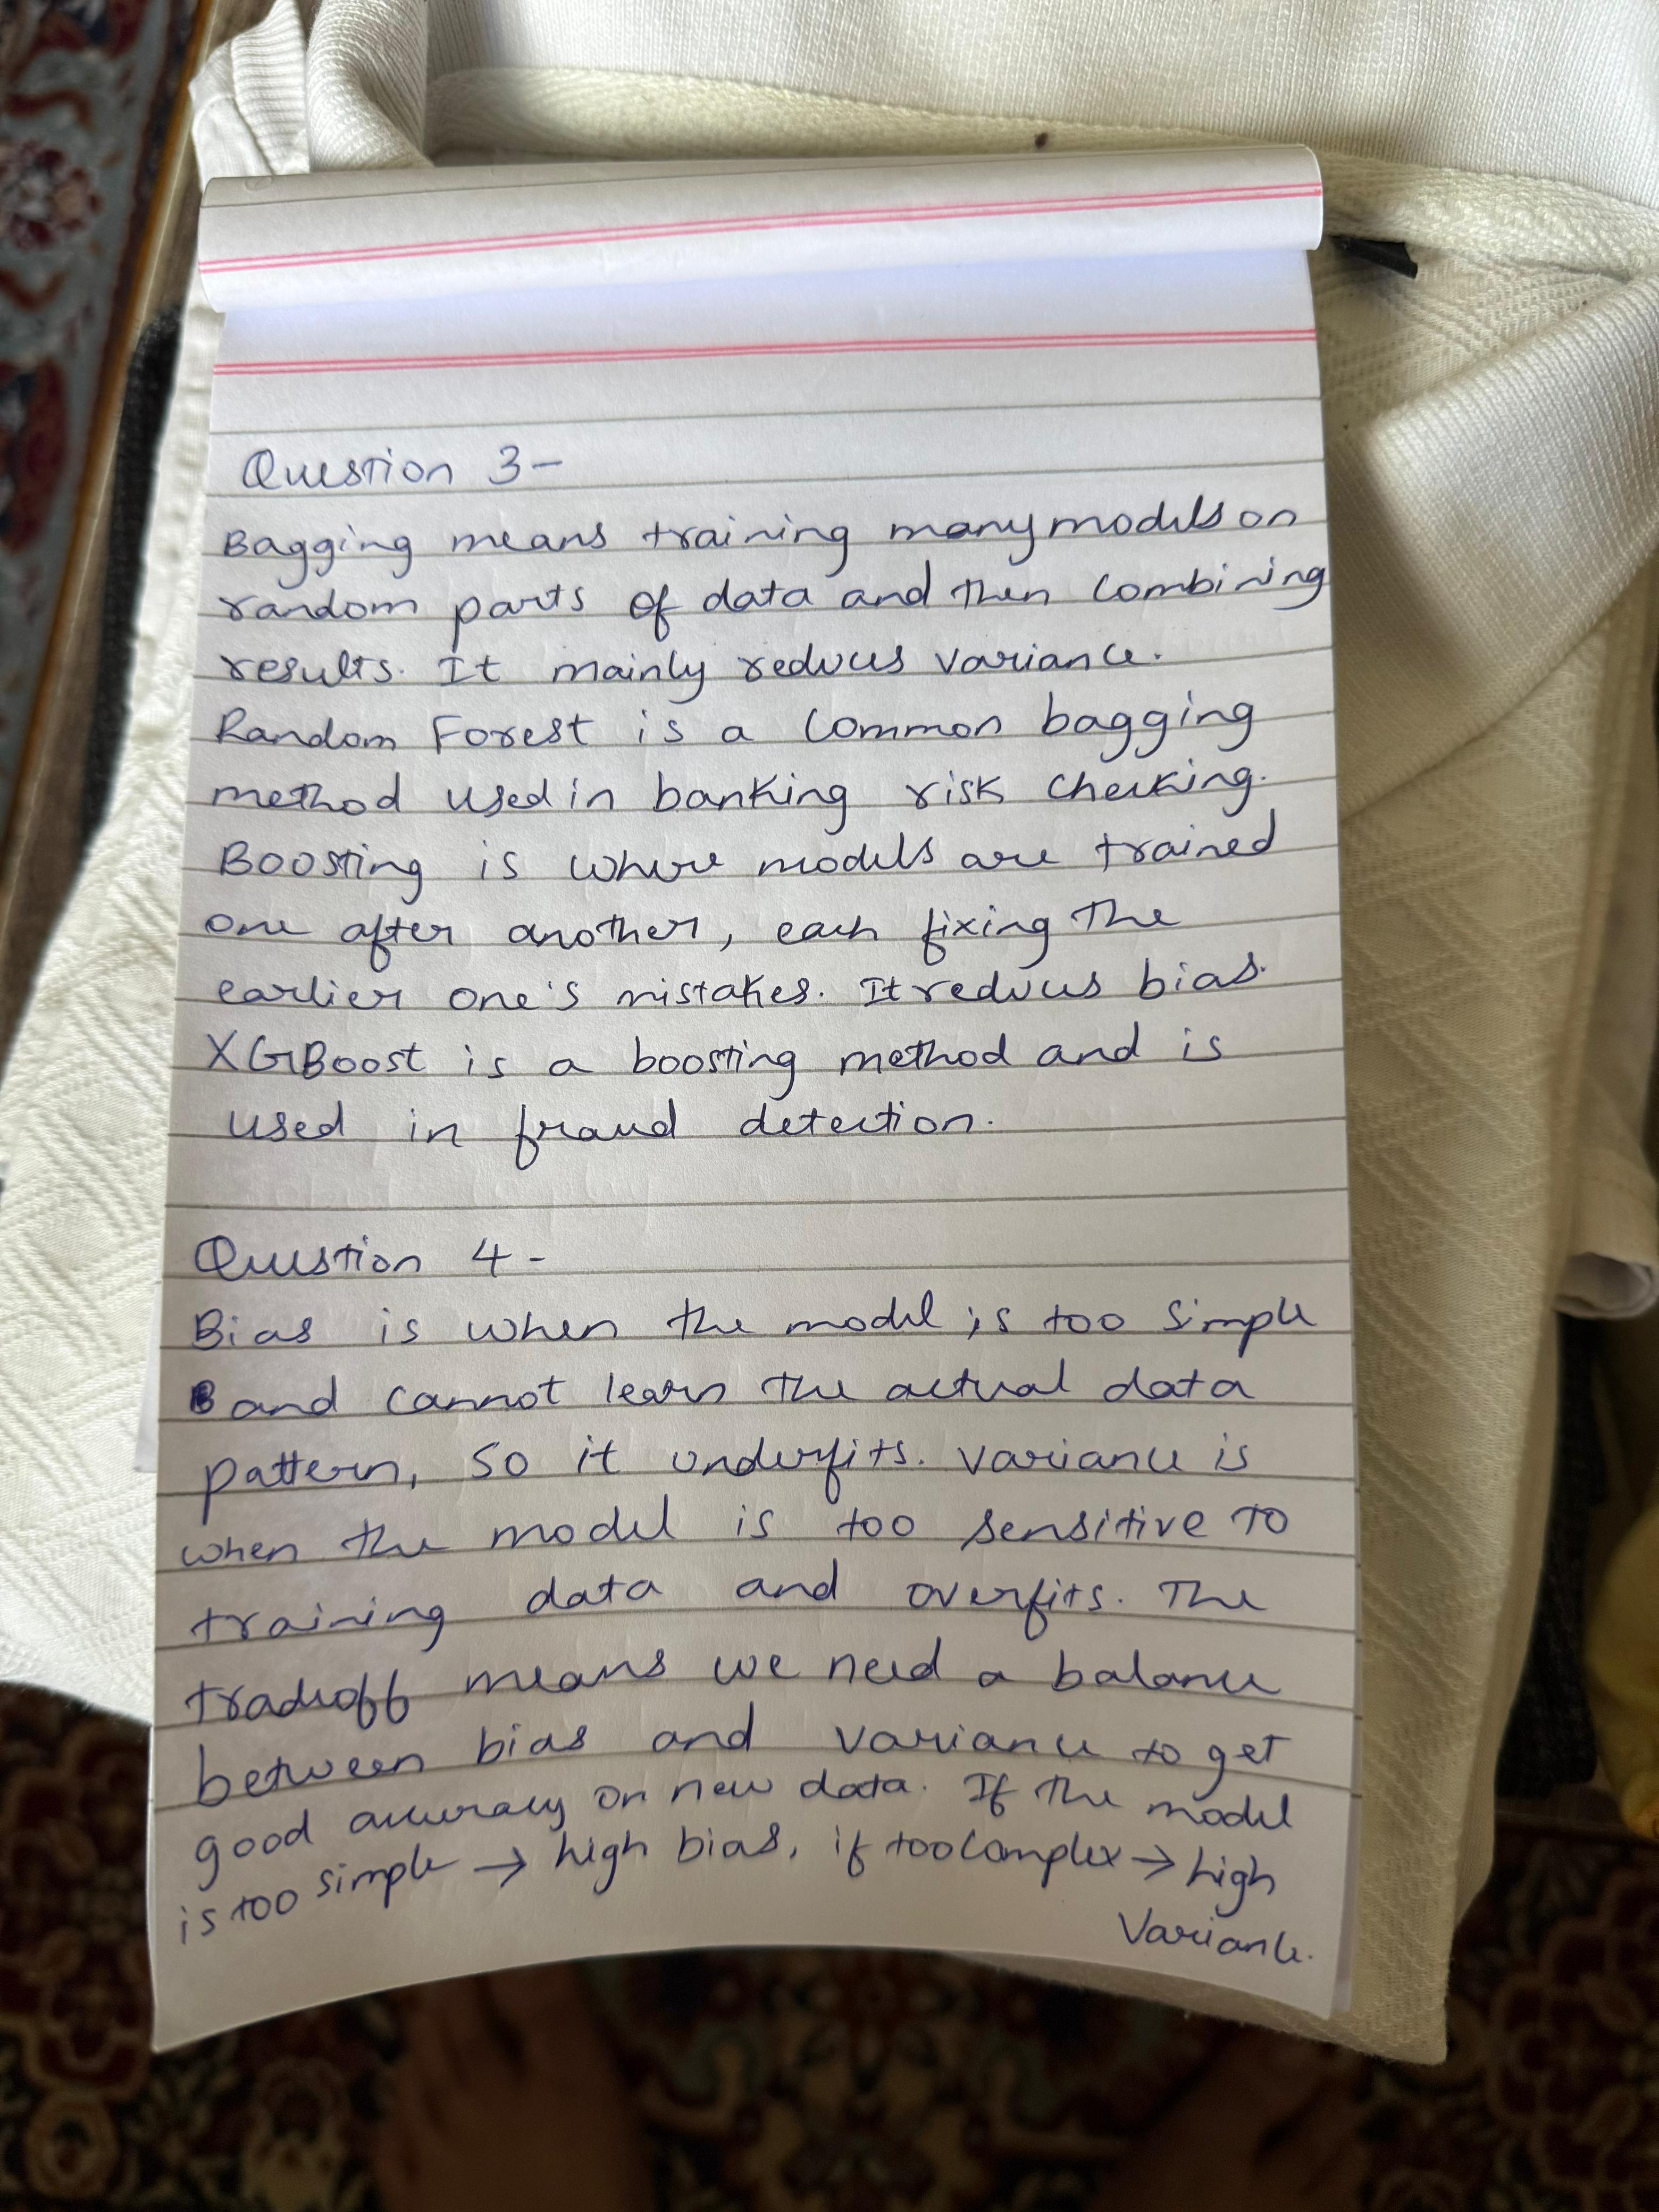 Question 3-
Bagging means training many models on
random parts of data and then combining
results. It mainly reduces variance.
Random Forest is a common bagging
method used in banking risk checking.
Boosting is where models are trained
one after another, each fixing the
earlier one's mistakes. It reduces bias.
XGBoost is a boosting method and is
used in fraud detection.
Question 4-
Bias is when the model is too simple
and cannot learn the actual data
pattern, so it underfits. Variance is
when the model is too sensitive to
training data and overfits. The
tradeoff means we need a balance
between bias and variance to get
good accuracy on new data. If the model
is too simple → high bias, if too complex → high
Variance.